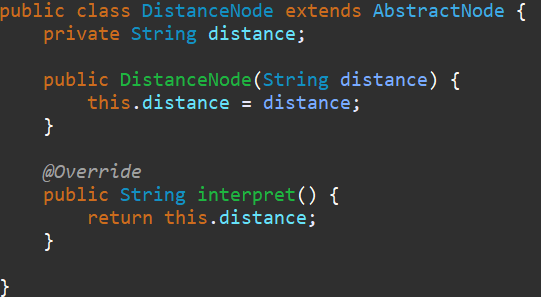 public class DistanceNode extends AbstractNode {
private String distance;
public DistanceNode(String distance) {
this.distance = distance;
}
@Override
public String interpret() {
return this.distance;
}
}